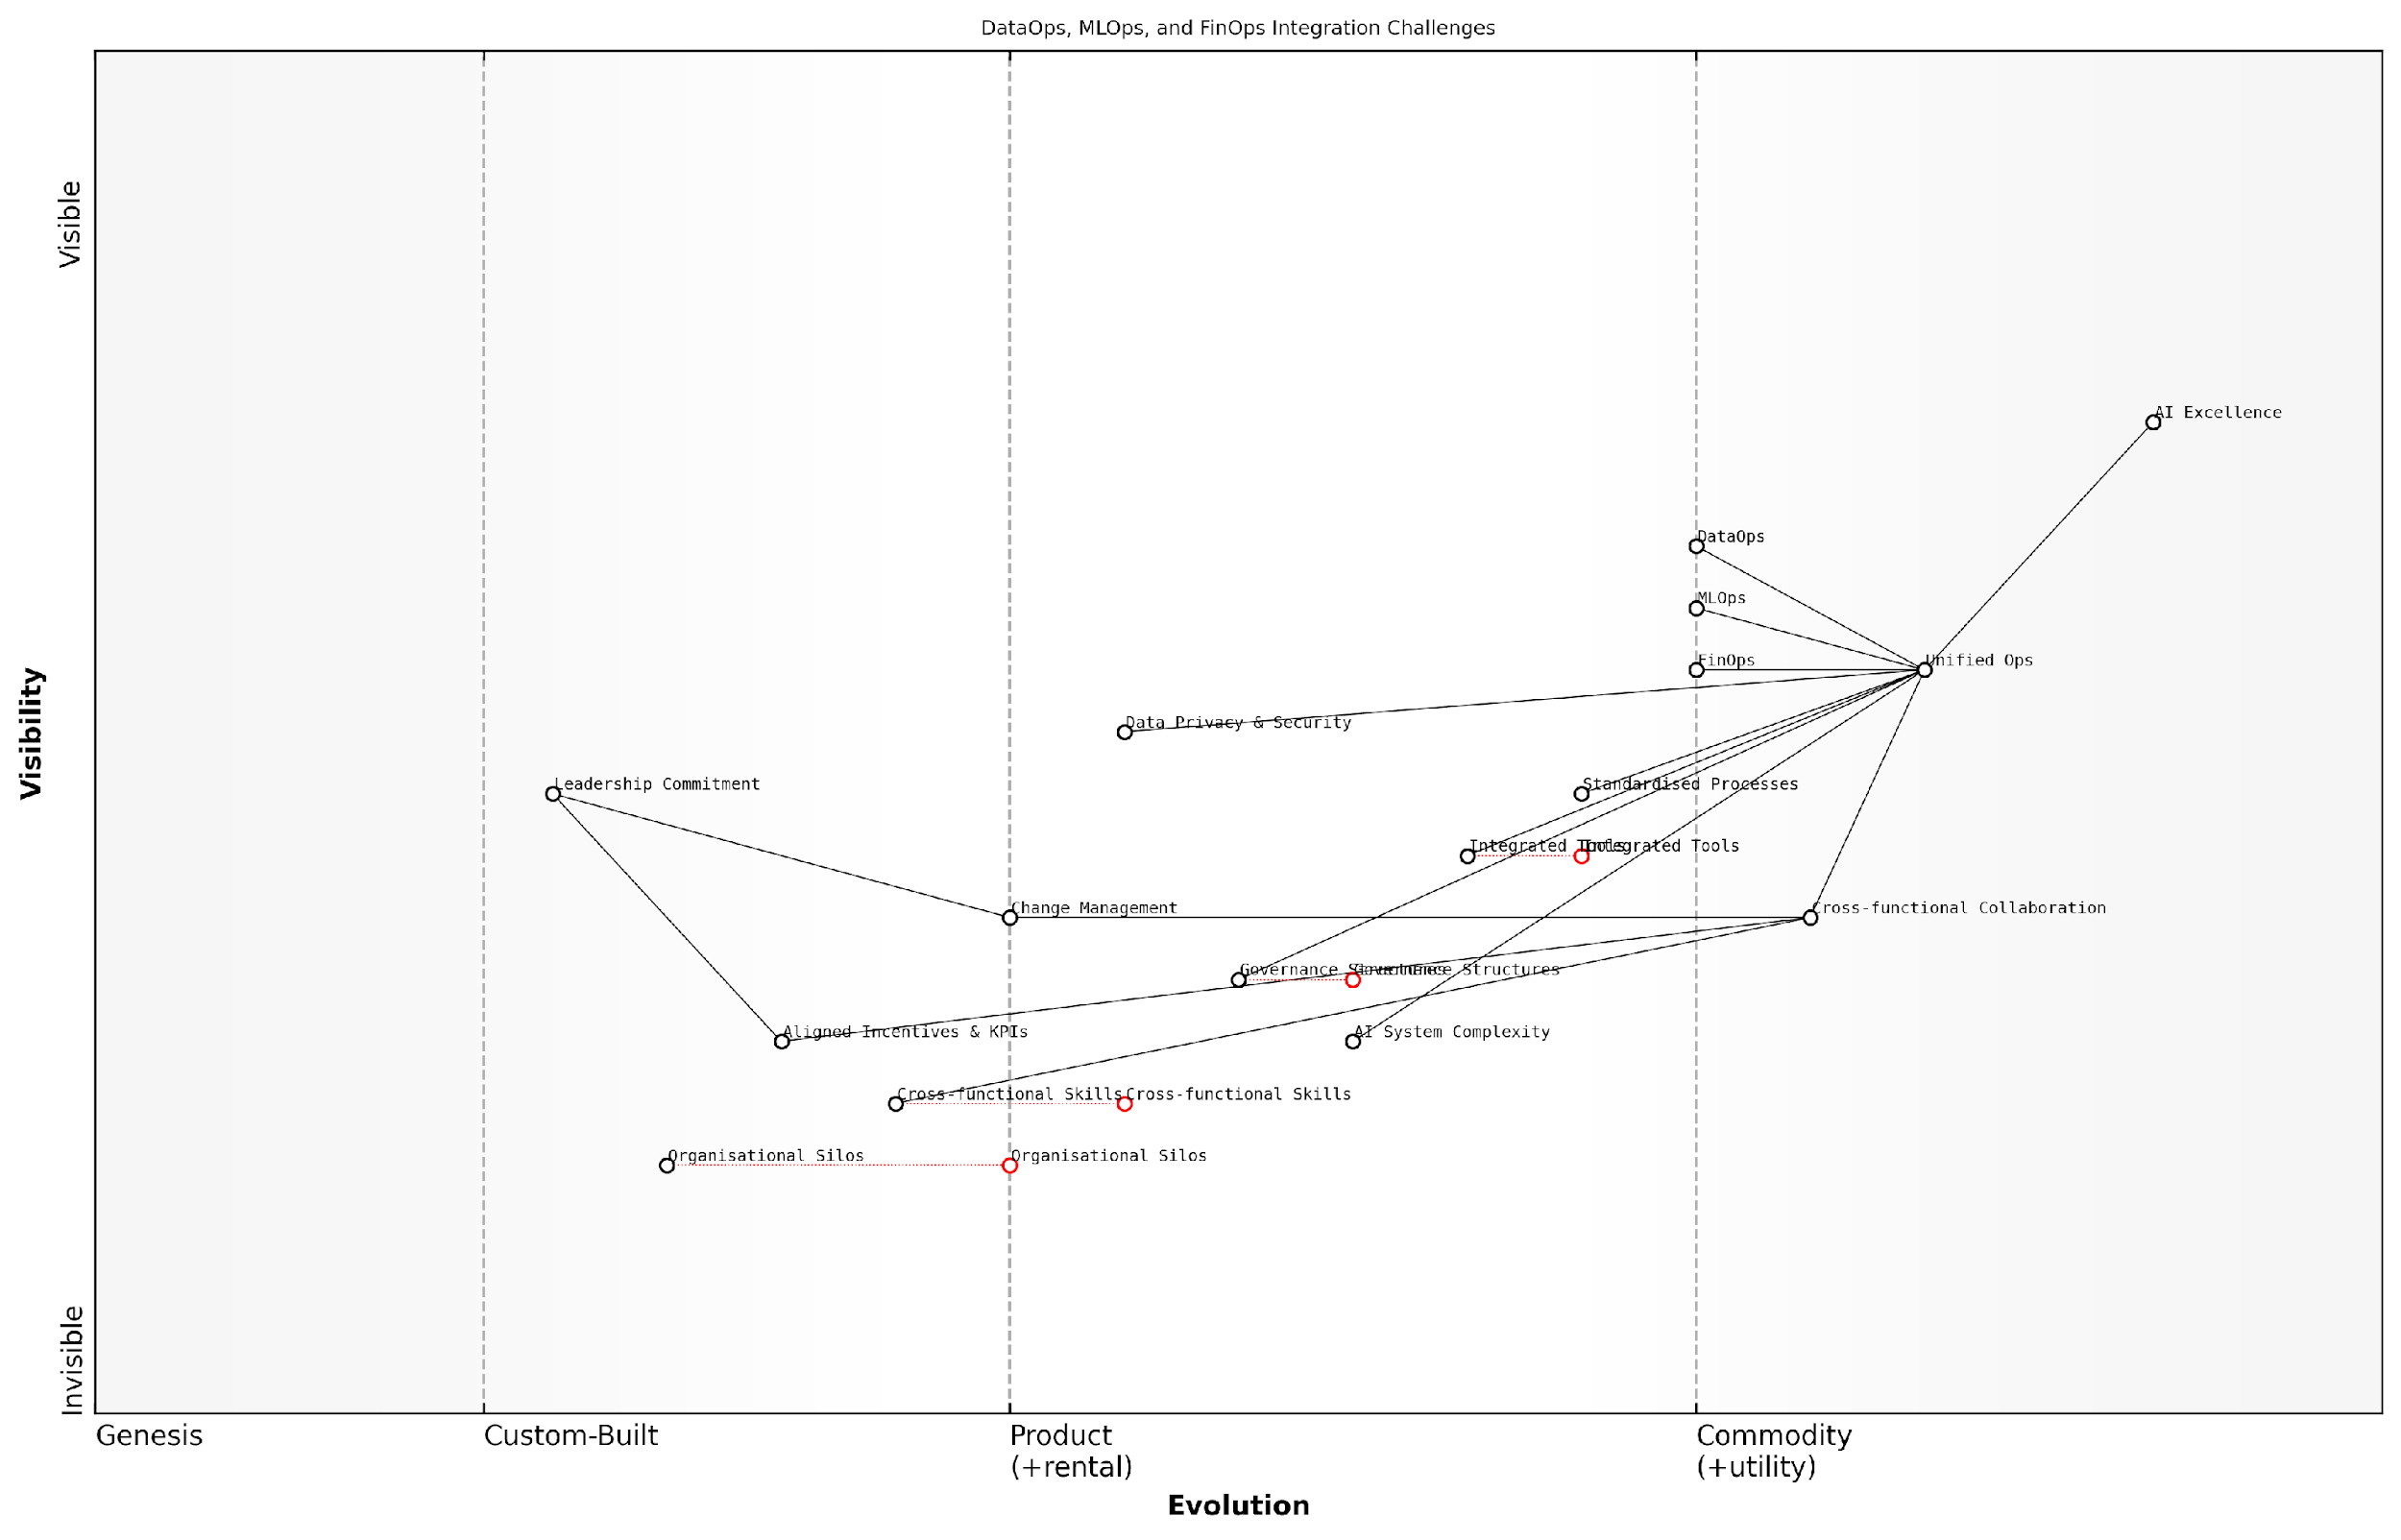 DataOps, MLOps, and FinOps Integration Challenges
Visible
AI Excellence
DataOps
MLOps
FinOps
Unified Ops
Data Privacy & Security
Leadership Commitment
Standardised Processes
Integrated Tools
Integrated Tools
Visibility
Change Management
Cross-functional Collaboration
Governance Structures
Governance Structures
Aligned Incentives & KPIs
AI System Complexity
Cross-functional Skills
Cross-functional Skills
Organisational Silos
Organisational Silos
Invisible
Genesis
Custom-Built
Product
(+rental)
Commodity
(+utility)
Evolution